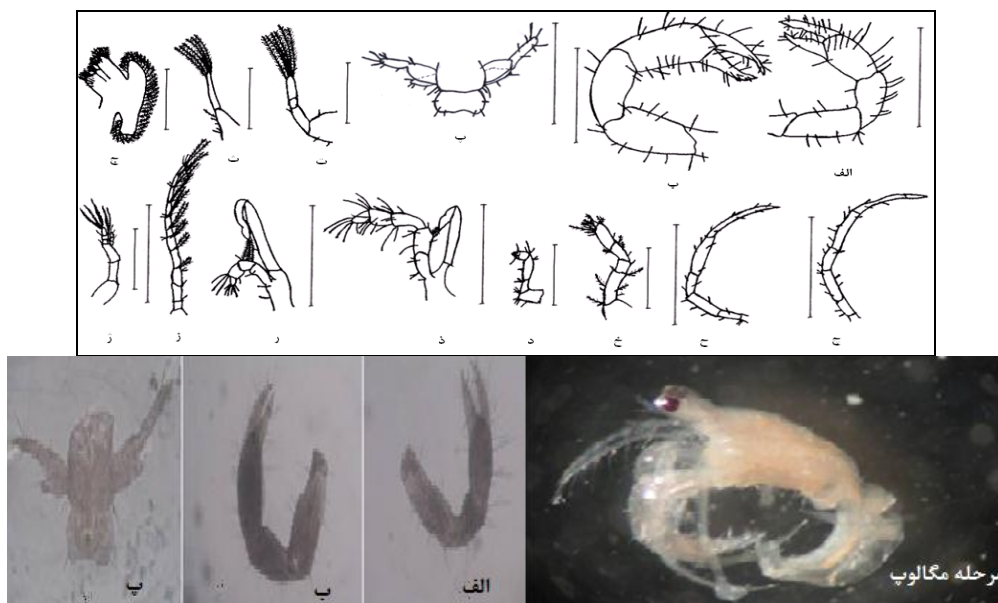 الف ب پ ت ث ج
چ ح خ د ذ ر ز ژ
مرحله مگالوپ
الف ب پ